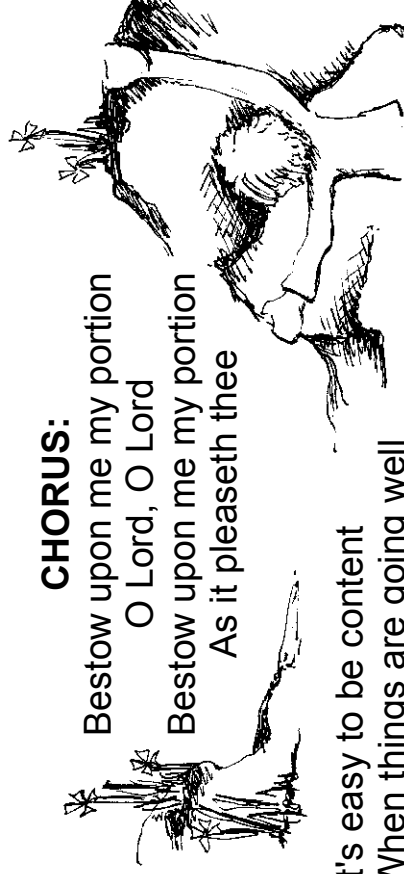 CHORUS:
Bestow upon me my portion
O Lord, O Lord
Bestow upon me my portion
As it pleaseth thee
t's easy to be content
When things are going well